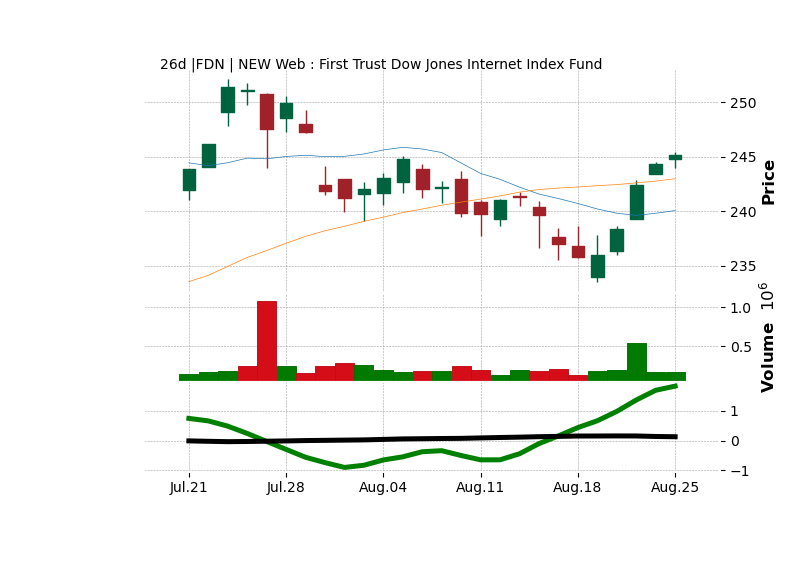 26d |FDN | NEW Web : First Trust Dow Jones Internet Index Fund
250
245
240
235
Price
1.0
0.5
Volume 10⁶
1
0
−1
Jul.21 Jul.28 Aug.04 Aug.11 Aug.18 Aug.25